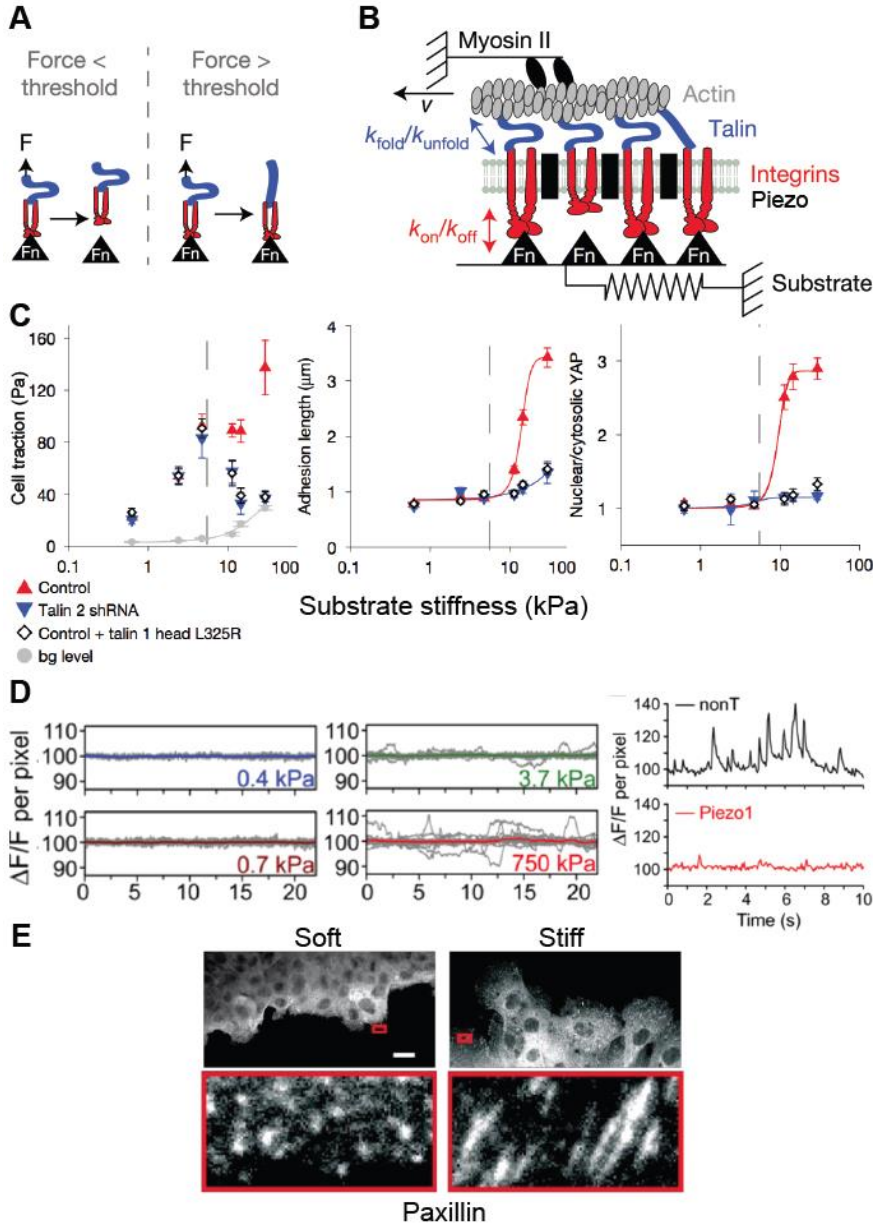 A
Force <
threshold
Force >
threshold
F
F
Fn
Fn
Fn
Fn
B
Myosin II
v
Actin
Talin
kfold/kunfold
Integrins
Piezo
kon/koff
Fn
Fn
Fn
Fn
Substrate
C
Cell traction (Pa)
160
120
80
40
0
0.1
1
10
100
Adhesion length (μm)
4
3
2
1
0
0.1
1
10
100
Nuclear/cytosolic YAP
3
2
1
0.1
1
10
100
Substrate stiffness (kPa)
Control
Talin 2 shRNA
Control + talin 1 head L325R
bg level
D
ΔF/F per pixel
110
100
90
0.4 kPa
3.7 kPa
110
100
90
0.7 kPa
750 kPa
0 5 10 15 20
0 5 10 15 20
ΔF/F per pixel
140
120
100
nonT
140
120
100
Piezo1
0 2 4 6 8 10
Time (s)
E
Soft
Stiff
Paxillin